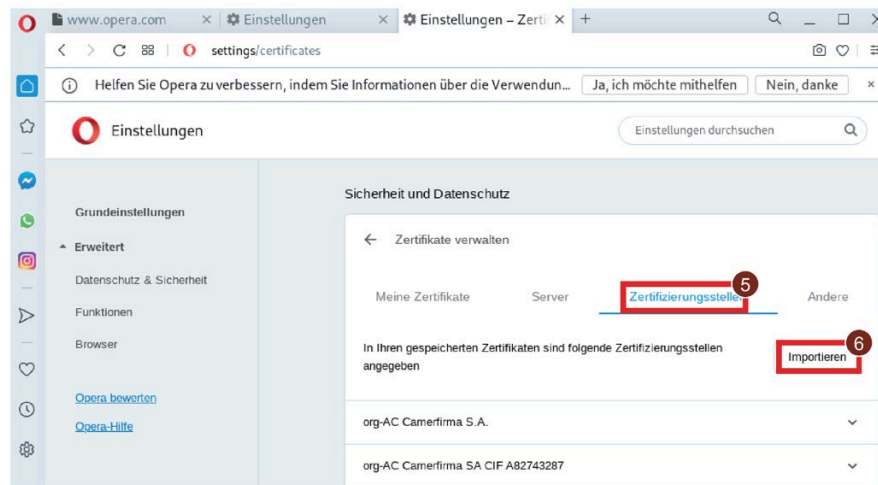 www.opera.com
Einstellungen
Einstellungen – Zerti
settings/certificates
Helfen Sie Opera zu verbessern, indem Sie Informationen über die Verwendun...
Ja, ich möchte mithelfen
Nein, danke
Einstellungen
Einstellungen durchsuchen
Sicherheit und Datenschutz
Grundeinstellungen
Zertifikate verwalten
Erweitert
Datenschutz & Sicherheit
5
Meine Zertifikate
Server
Zertifizierungsstellen
Andere
Funktionen
Browser
6
In Ihren gespeicherten Zertifikaten sind folgende Zertifizierungsstellen
angegeben
Importieren
Opera bewerten
Opera-Hilfe
org-AC Camerfirma S.A.
org-AC Camerfirma SA CIF A82743287